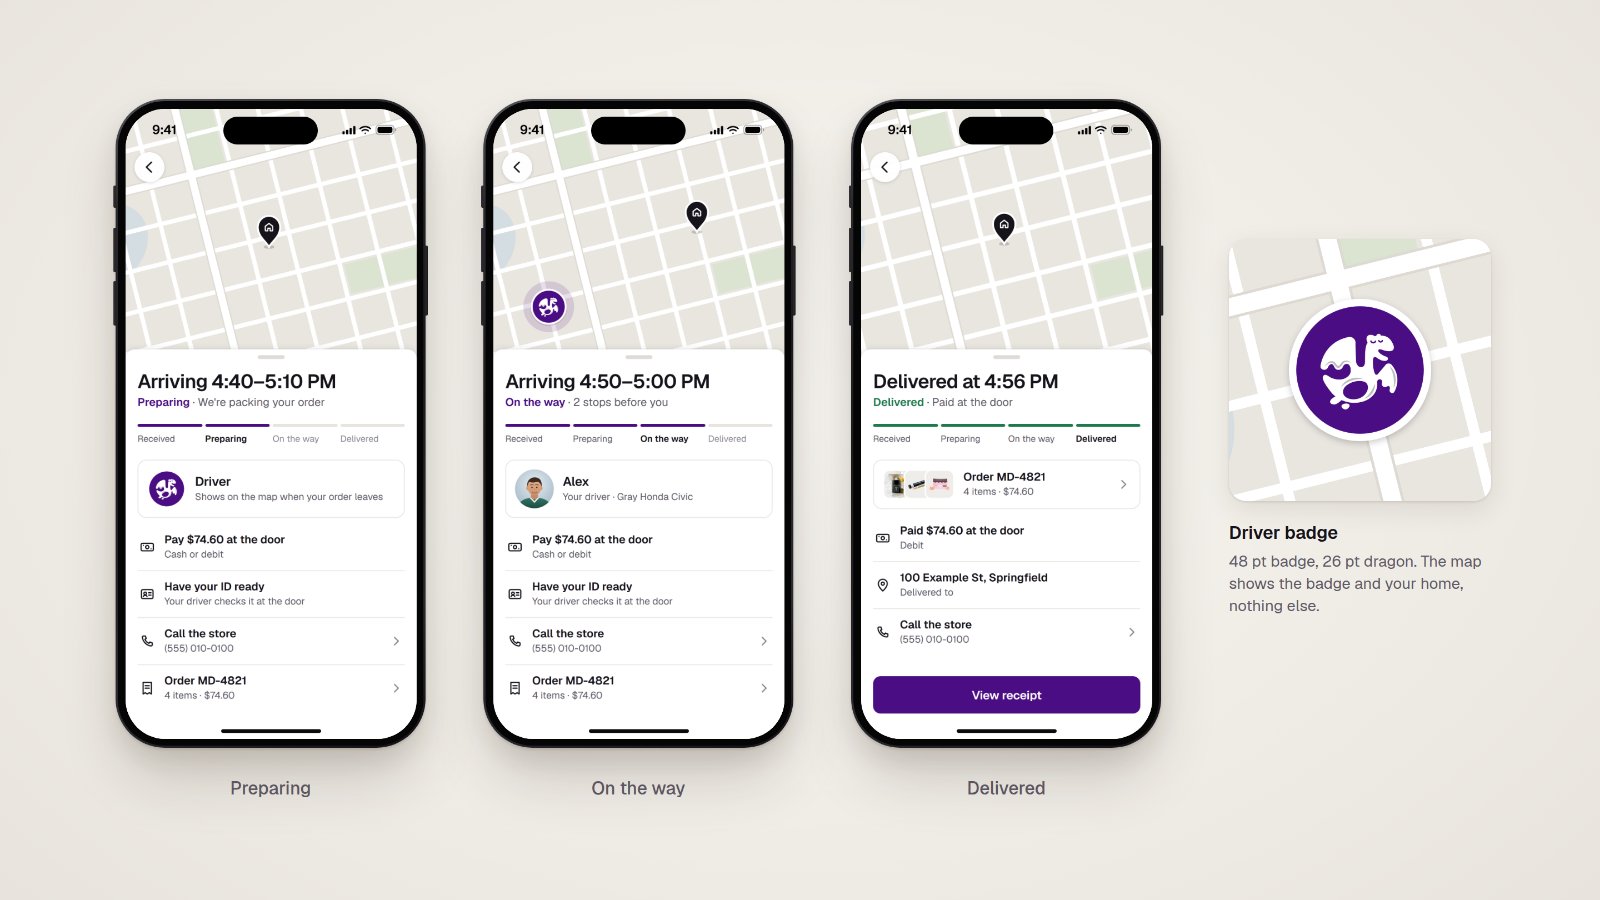 9:41
Arriving 4:40–5:10 PM
Preparing · We're packing your order
Received Preparing On the way Delivered
Driver
Shows on the map when your order leaves
Pay $74.60 at the door
Cash or debit
Have your ID ready
Your driver checks it at the door
Call the store
(555) 010-0100
Order MD-4821
4 items · $74.60
Preparing
9:41
Arriving 4:50–5:00 PM
On the way · 2 stops before you
Received Preparing On the way Delivered
Alex
Your driver · Gray Honda Civic
Pay $74.60 at the door
Cash or debit
Have your ID ready
Your driver checks it at the door
Call the store
(555) 010-0100
Order MD-4821
4 items · $74.60
On the way
9:41
Delivered at 4:56 PM
Delivered · Paid at the door
Received Preparing On the way Delivered
Order MD-4821
4 items · $74.60
Paid $74.60 at the door
Debit
100 Example St, Springfield
Delivered to
Call the store
(555) 010-0100
View receipt
Delivered
Driver badge
48 pt badge, 26 pt dragon. The map
shows the badge and your home,
nothing else.